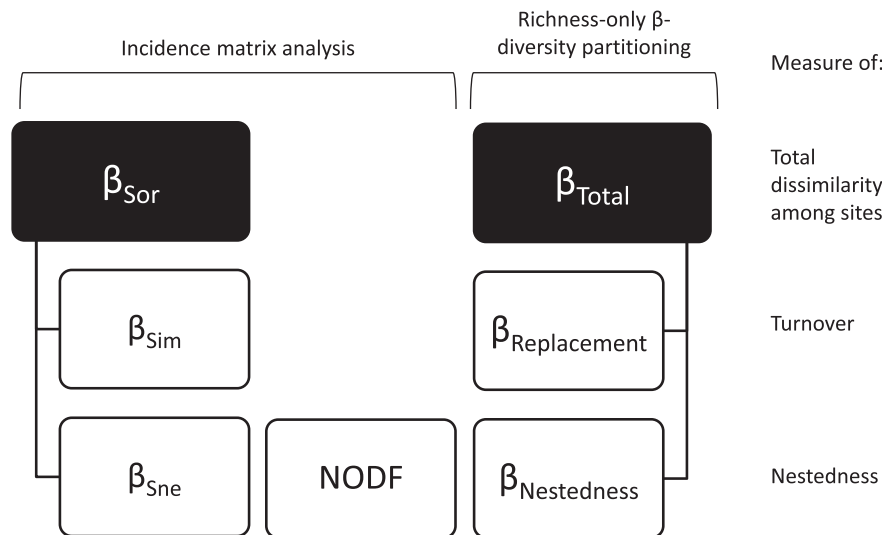 Incidence matrix analysis
Richness-only β-
diversity partitioning
Measure of:
βSor
βTotal
Total
dissimilarity
among sites
βSim
βReplacement
Turnover
βSne
NODF
βNestedness
Nestedness